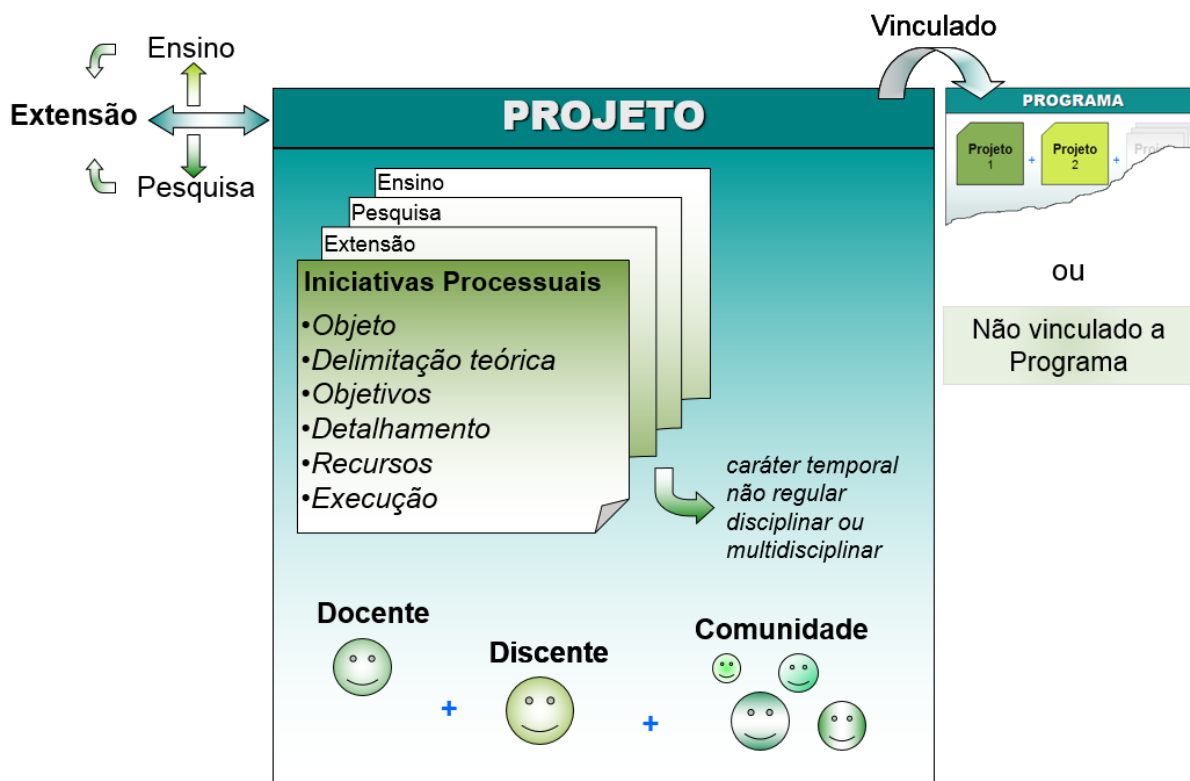 Ensino
Extensão
Pesquisa
Vinculado
PROJETO
Ensino
Pesquisa
Extensão
Iniciativas Processuais
•Objeto
•Delimitação teórica
•Objetivos
•Detalhamento
•Recursos
•Execução
caráter temporal
não regular
disciplinar ou
multidisciplinar
Docente
+
Discente
+
Comunidade
PROGRAMA
Projeto
1
+
Projeto
2
+
ou
Não vinculado a
Programa